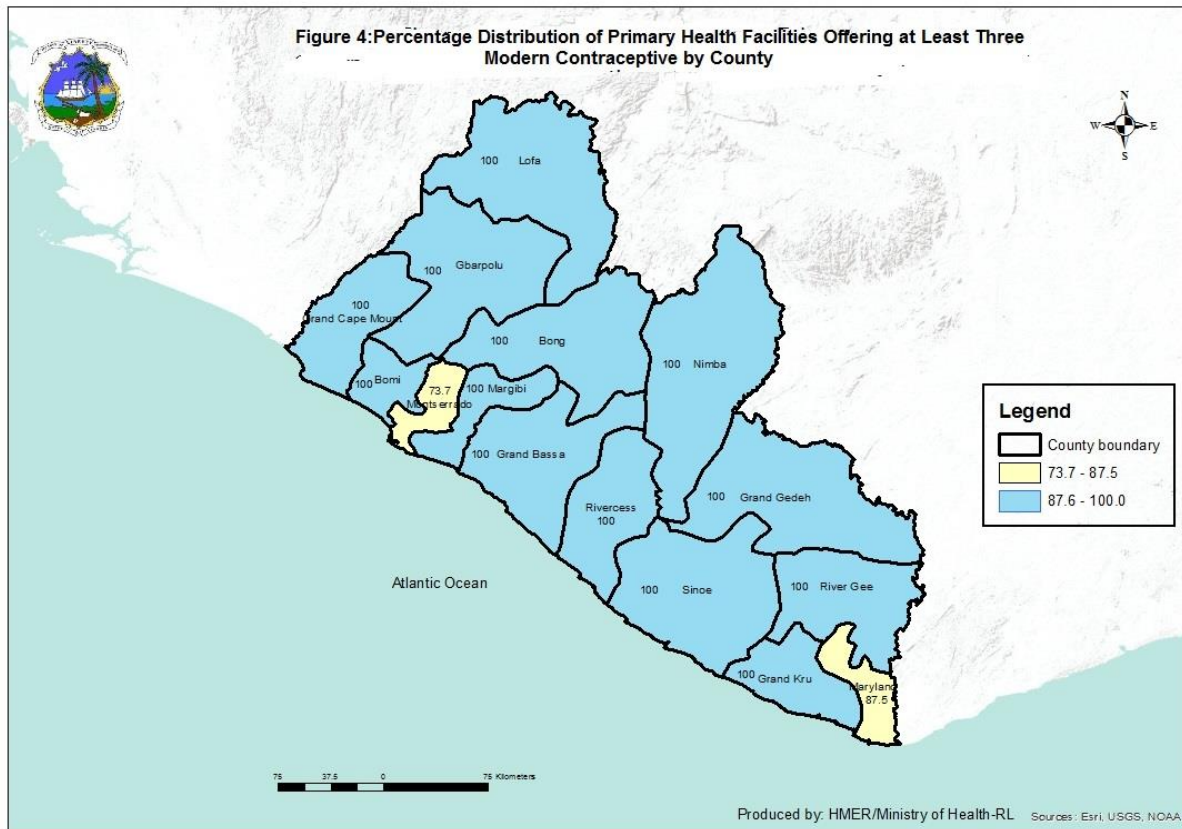 Figure 4:Percentage Distribution of Primary Health Facilities Offering at Least Three
Modern Contraceptive by County
N
W E
S
100 Lofa
Gbarpolu
100
100
Grand Cape Mount
100 Bong
100 Nimba
Bomi
100
73.7
Montserrado
100 Margibi
100 Grand Bassa
Rivercess
100
100 Grand Gedeh
100 Sinoe
100 River Gee
100 Grand Kru
Maryland
87.5
Atlantic Ocean
Legend
County boundary
73.7 - 87.5
87.6 - 100.0
75 37.5 0 75 Kilometers
Produced by: HMER/Ministry of Health-RL
Sources: Esri, USGS, NOAA